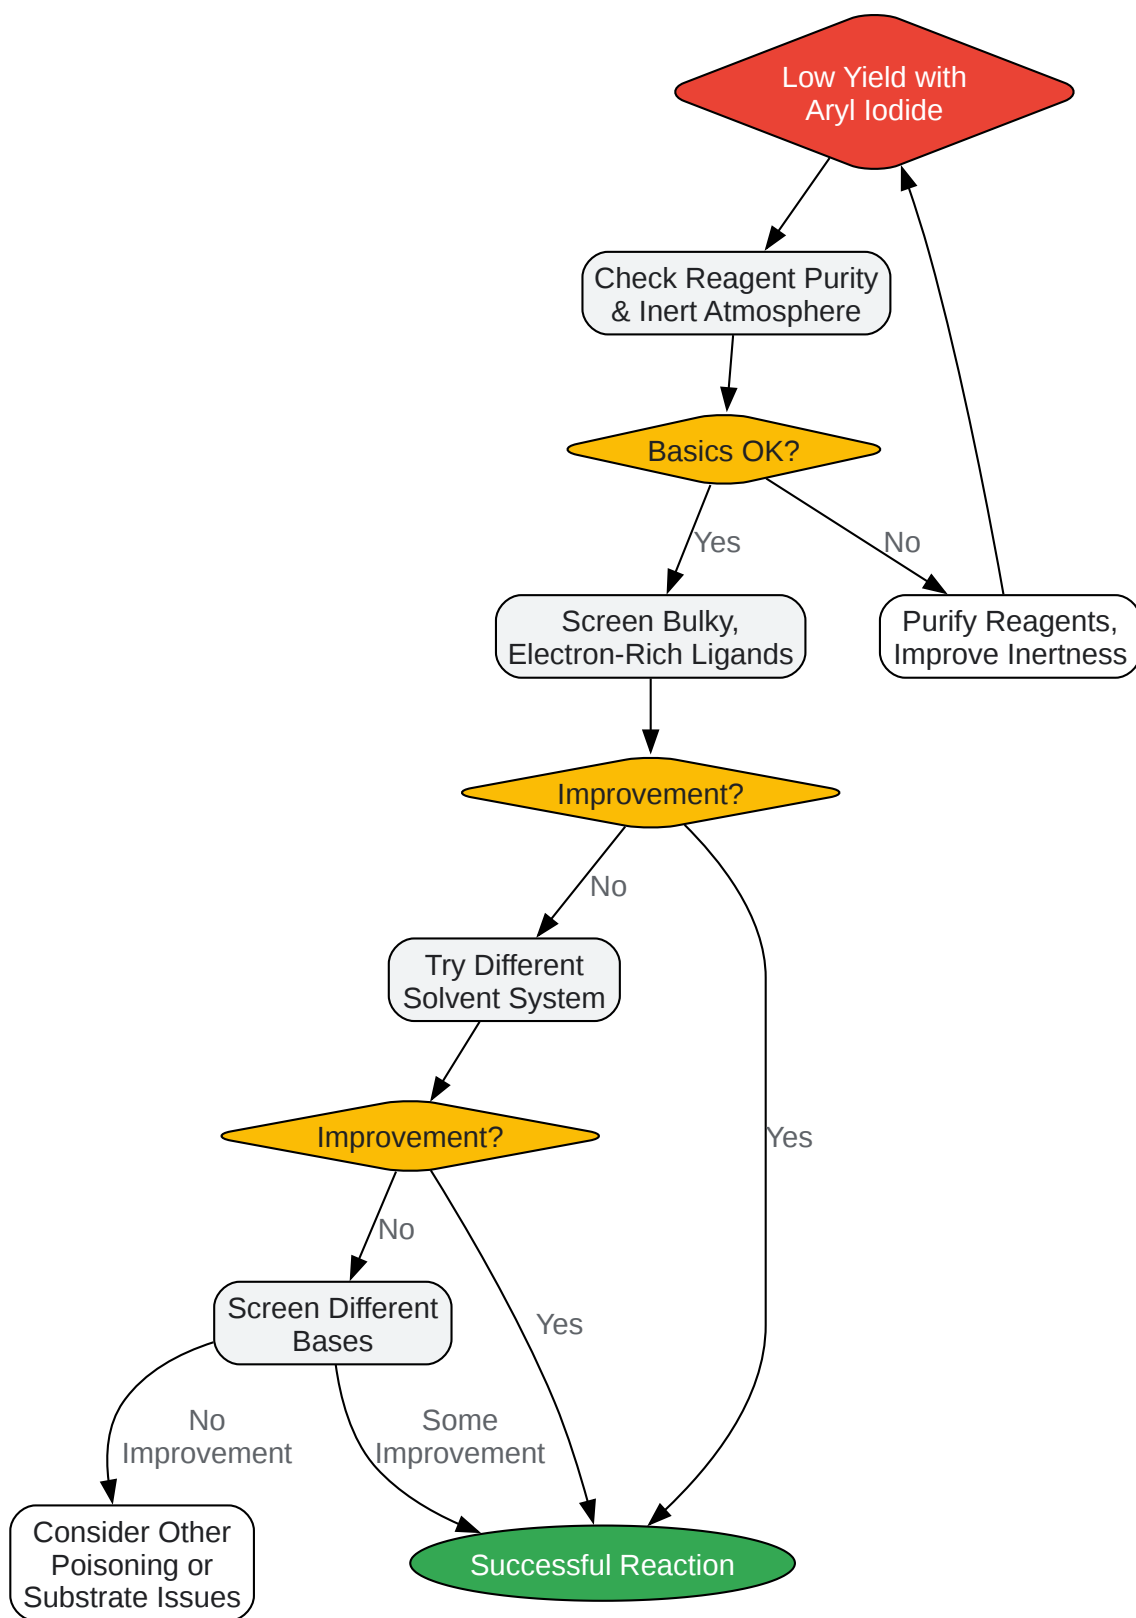 Low Yield with
Aryl Iodide
Check Reagent Purity
& Inert Atmosphere
Basics OK?
Yes
No
Screen Bulky,
Electron-Rich Ligands
Purify Reagents,
Improve Inertness
Improvement?
No
Try Different
Solvent System
Improvement?
Yes
No
Screen Different
Bases
Yes
No
Improvement
Some
Improvement
Consider Other
Poisoning or
Substrate Issues
Successful Reaction